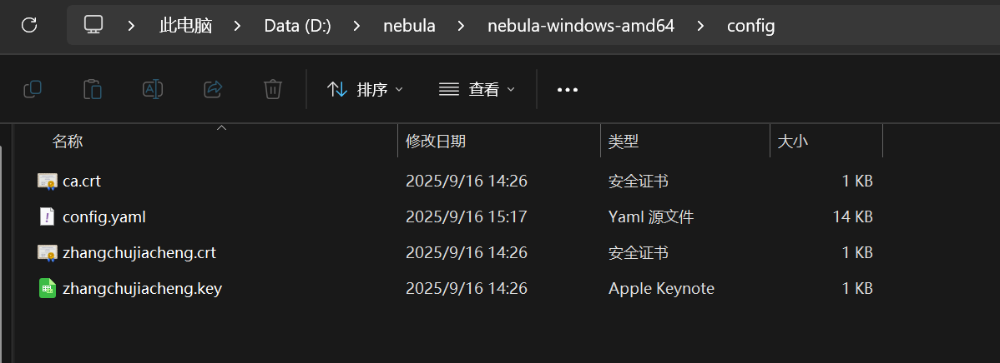 此电脑 > Data (D:) > nebula > nebula-windows-amd64 > config
排序 查看
名称 修改日期 类型 大小
ca.crt 2025/9/16 14:26 安全证书 1 KB
config.yaml 2025/9/16 15:17 Yaml 源文件 14 KB
zhangchujiacheng.crt 2025/9/16 14:26 安全证书 1 KB
zhangchujiacheng.key 2025/9/16 14:26 Apple Keynote 1 KB